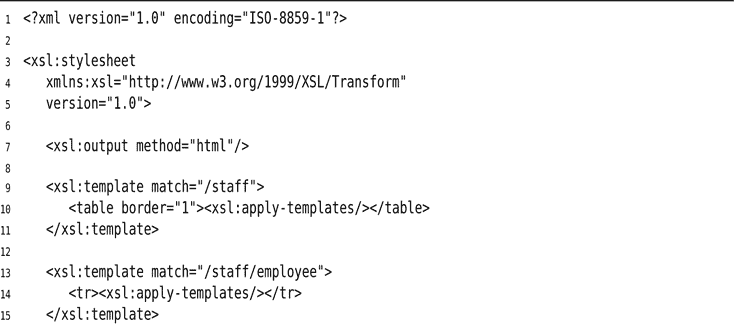 1 <?xml version="1.0" encoding="ISO-8859-1"?>
2
3 <xsl:stylesheet
4    xmlns:xsl="http://www.w3.org/1999/XSL/Transform"
5    version="1.0">
6
7    <xsl:output method="html"/>
8
9    <xsl:template match="/staff">
10       <table border="1"><xsl:apply-templates/></table>
11    </xsl:template>
12
13    <xsl:template match="/staff/employee">
14       <tr><xsl:apply-templates/></tr>
15    </xsl:template>